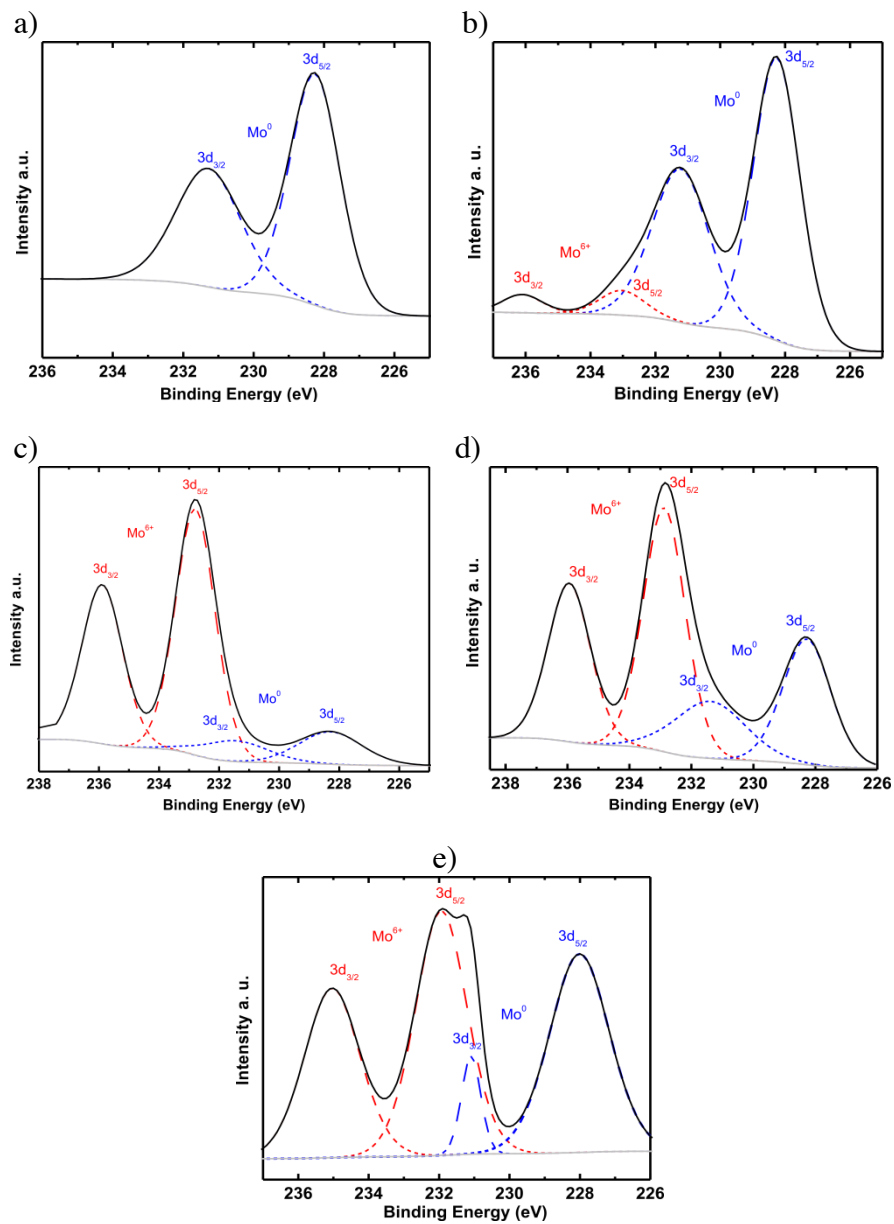 a)
3d5/2
Mo0
3d3/2
Intensity a.u.
236 234 232 230 228 226
Binding Energy (eV)
b)
3d5/2
Mo0
3d3/2
Mo6+
3d3/2
3d5/2
Intensity a. u.
236 234 232 230 228 226
Binding Energy (eV)
c)
3d5/2
Mo6+
3d3/2
Mo0
3d3/2
3d5/2
Intensity a. u.
238 236 234 232 230 228 226
Binding Energy (eV)
d)
3d5/2
Mo6+
3d3/2
3d5/2
Mo0
3d3/2
Intensity a. u.
238 236 234 232 230 228 226
Binding Energy (eV)
e)
3d5/2
Mo6+
3d5/2
3d3/2
Mo0
3d3/2
Intensity a. u.
236 234 232 230 228 226
Binding Energy (eV)